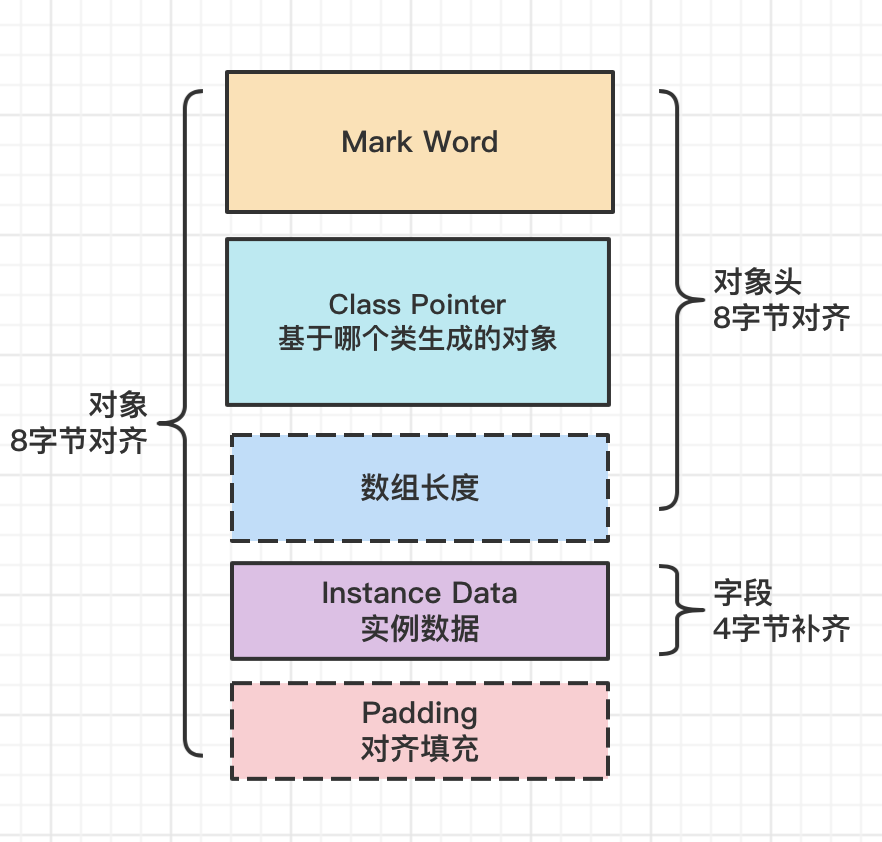 Mark Word
Class Pointer
基于哪个类生成的对象
对象头
8字节对齐
对象
8字节对齐
数组长度
Instance Data
实例数据
字段
4字节补齐
Padding
对齐填充